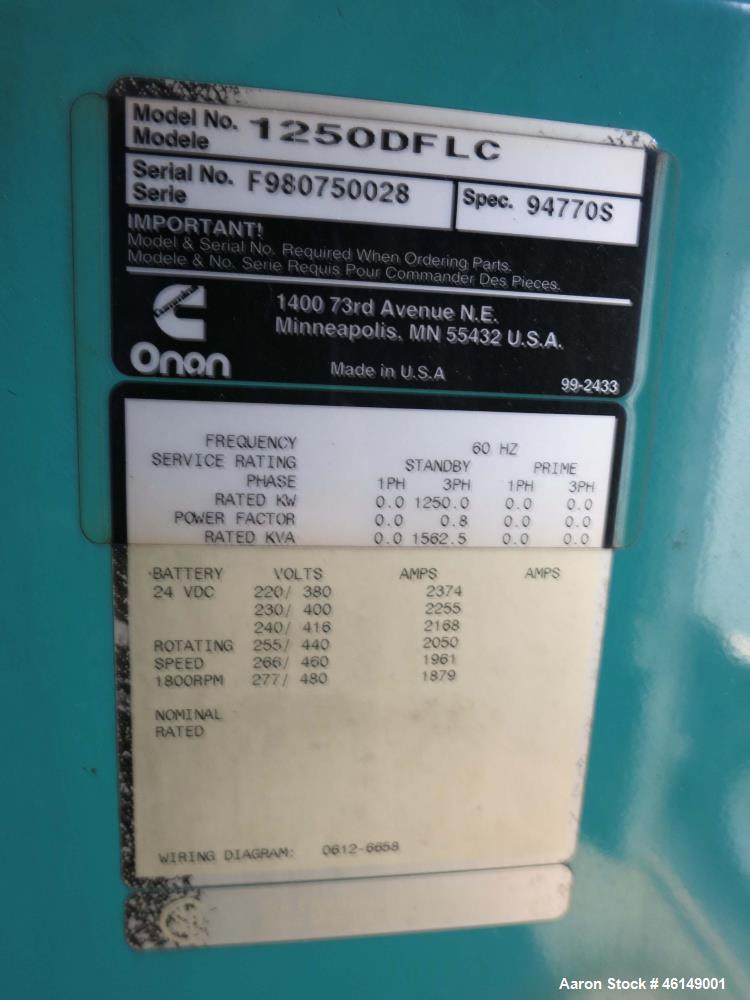 Model No. 1250DFLC
Modele
Serial No. F980750028 Spec. 94770S
Serie
IMPORTANT!
Model & Serial No. Required When Ordering Parts.
Modele & No. Serie Requis Pour Commander Des Pieces.
1400 73rd Avenue N.E.
Minneapolis, MN 55432 U.S.A.
Onan
Made in U.S.A
99-2433
FREQUENCY 60 HZ
SERVICE RATING STANDBY PRIME
PHASE 1PH 3PH 1PH 3PH
RATED KW 0.0 1250.0 0.0 0.0
POWER FACTOR 0.0 0.8 0.0 0.0
RATED KVA 0.0 1562.5 0.0 0.0
BATTERY VOLTS AMPS AMPS
24 VDC 220/ 380 2374
230/ 400 2255
240/ 416 2168
ROTATING 255/ 440 2050
SPEED 266/ 460 1961
1800RPM 277/ 480 1879
NOMINAL
RATED
WIRING DIAGRAM: 0612-6658
Aaron Stock # 46149001